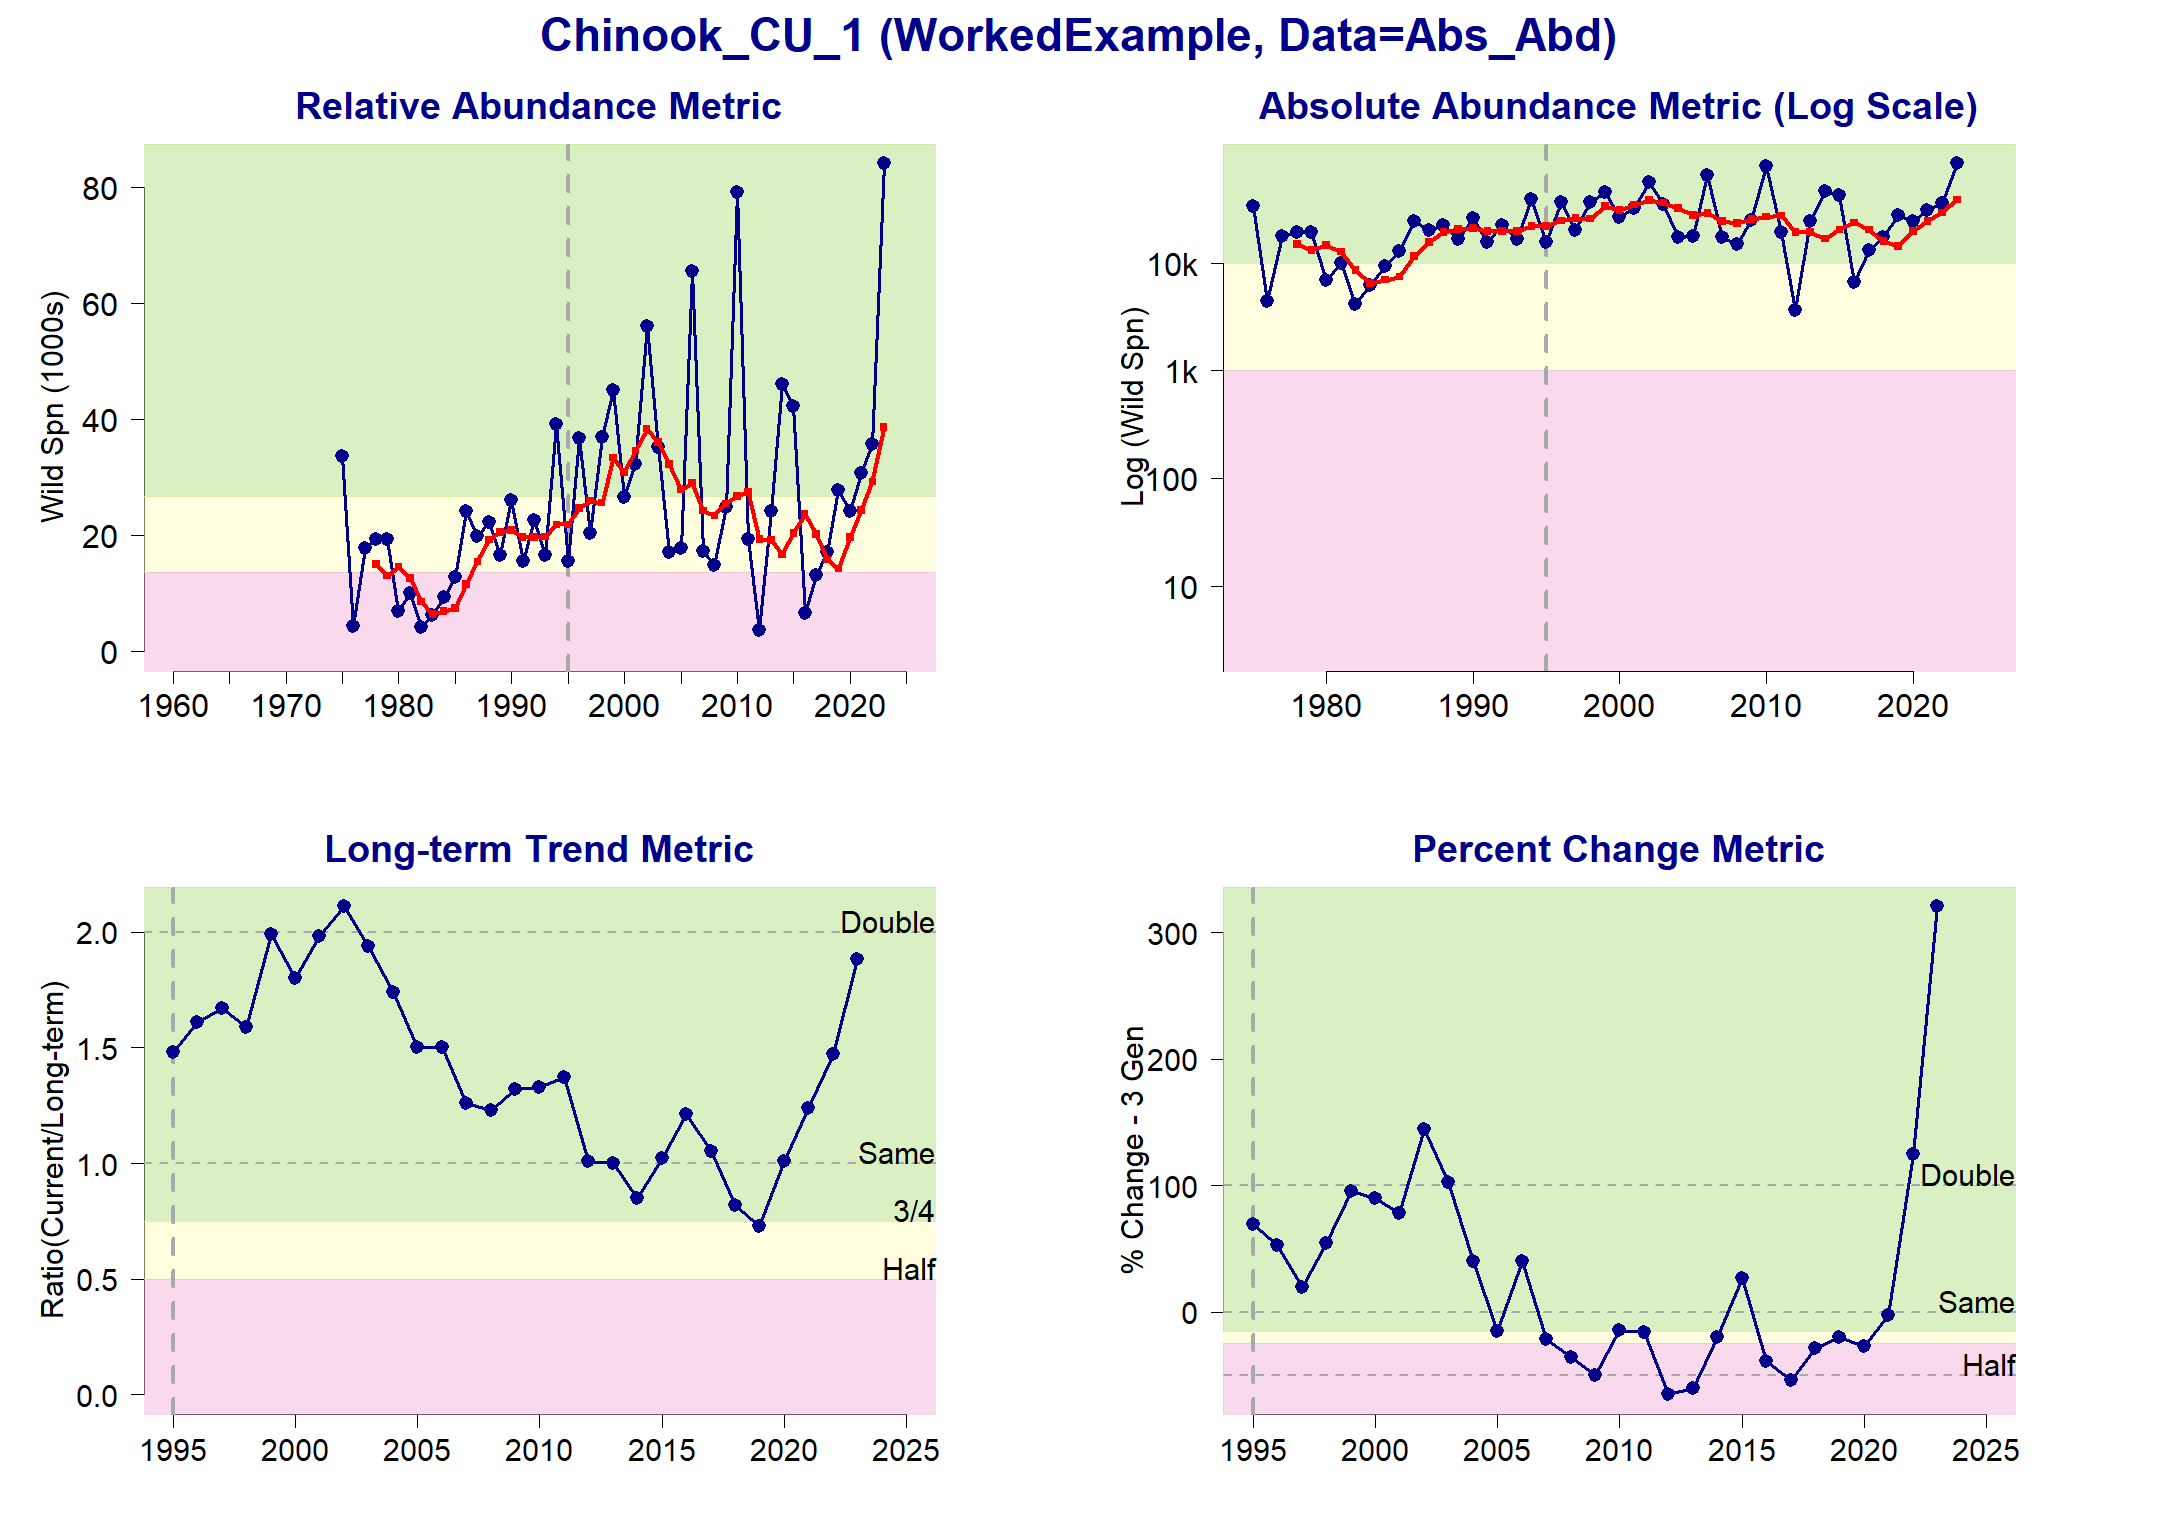 Chinook_CU_1 (WorkedExample, Data=Abs_Abd)
Relative Abundance Metric
Wild Spn (1000s)
80
60
40
20
0
1960 1970 1980 1990 2000 2010 2020
Absolute Abundance Metric (Log Scale)
Log (Wild Spn)
10k
1k
100
10
1980 1990 2000 2010 2020
Long-term Trend Metric
Ratio(Current/Long-term)
2.0
1.5
1.0
0.5
0.0
Double
Same
3/4
Half
1995 2000 2005 2010 2015 2020 2025
Percent Change Metric
% Change - 3 Gen
300
200
100
0
Double
Same
Half
1995 2000 2005 2010 2015 2020 2025